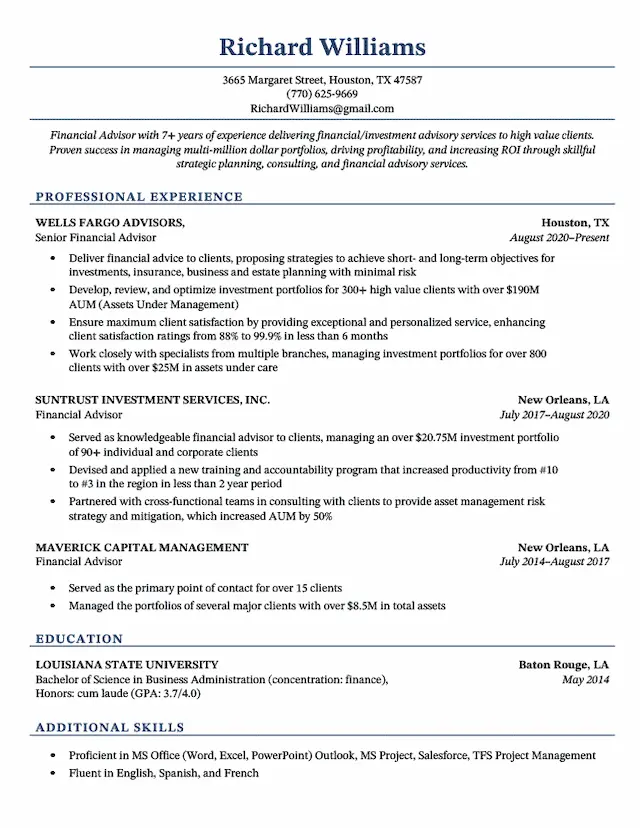 Richard Williams
3665 Margaret Street, Houston, TX 47587
(770) 625-9669
RichardWilliams@gmail.com
Financial Advisor with 7+ years of experience delivering financial/investment advisory services to high value clients.
Proven success in managing multi-million dollar portfolios, driving profitability, and increasing ROI through skillful
strategic planning, consulting, and financial advisory services.
PROFESSIONAL EXPERIENCE
WELLS FARGO ADVISORS, Houston, TX
Senior Financial Advisor August 2020–Present
• Deliver financial advice to clients, proposing strategies to achieve short- and long-term objectives for
investments, insurance, business and estate planning with minimal risk
• Develop, review, and optimize investment portfolios for 300+ high value clients with over $190M
AUM (Assets Under Management)
• Ensure maximum client satisfaction by providing exceptional and personalized service, enhancing
client satisfaction ratings from 88% to 99.9% in less than 6 months
• Work closely with specialists from multiple branches, managing investment portfolios for over 800
clients with over $25M in assets under care
SUNTRUST INVESTMENT SERVICES, INC. New Orleans, LA
Financial Advisor July 2017–August 2020
• Served as knowledgeable financial advisor to clients, managing an over $20.75M investment portfolio
of 90+ individual and corporate clients
• Devised and applied a new training and accountability program that increased productivity from #10
to #3 in the region in less than 2 year period
• Partnered with cross-functional teams in consulting with clients to provide asset management risk
strategy and mitigation, which increased AUM by 50%
MAVERICK CAPITAL MANAGEMENT New Orleans, LA
Financial Advisor July 2014–August 2017
• Served as the primary point of contact for over 15 clients
• Managed the portfolios of several major clients with over $8.5M in total assets
EDUCATION
LOUISIANA STATE UNIVERSITY Baton Rouge, LA
Bachelor of Science in Business Administration (concentration: finance), May 2014
Honors: cum laude (GPA: 3.7/4.0)
ADDITIONAL SKILLS
• Proficient in MS Office (Word, Excel, PowerPoint) Outlook, MS Project, Salesforce, TFS Project Management
• Fluent in English, Spanish, and French